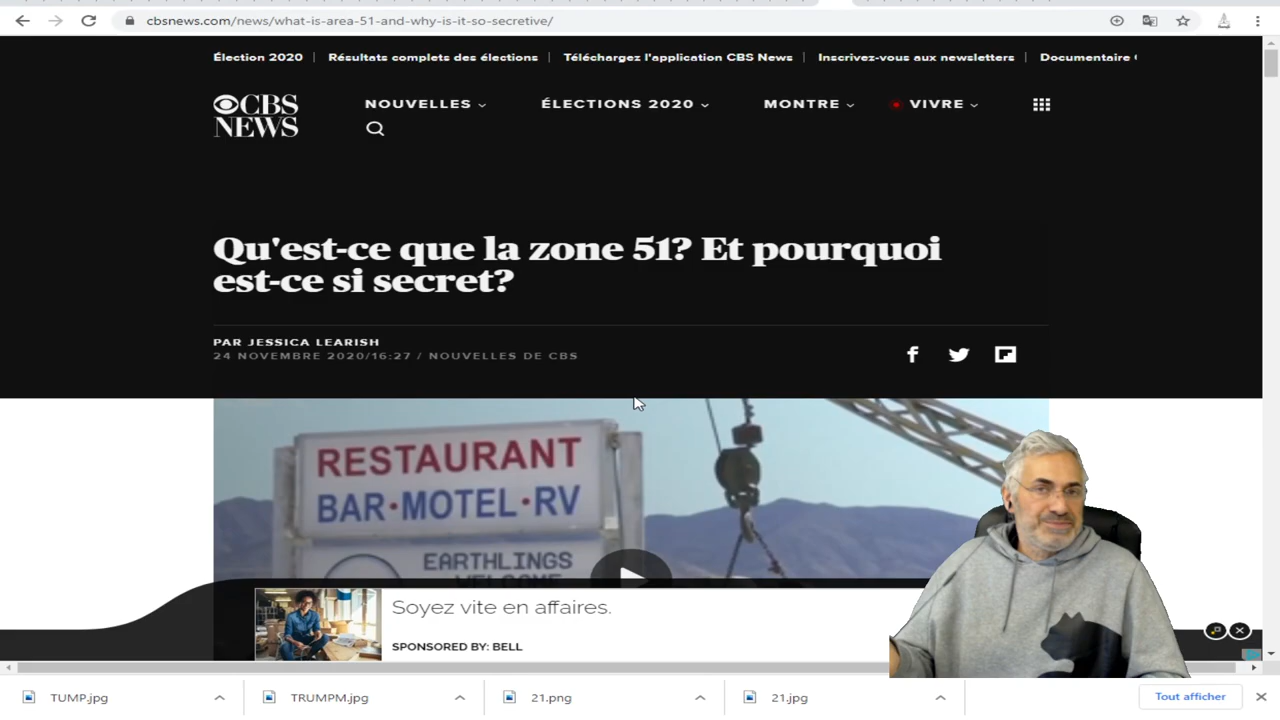 cbsnews.com/news/what-is-area-51-and-why-is-it-so-secretive/
Élection 2020 | Résultats complets des élections | Téléchargez l'application CBS News | Inscrivez-vous aux newsletters | Documentaire
CBS NEWS
NOUVELLES ÉLECTIONS 2020 MONTRE VIVRE
Qu'est-ce que la zone 51? Et pourquoi
est-ce si secret?
PAR JESSICA LEARISH
24 NOVEMBRE 2020/16:27 / NOUVELLES DE CBS
RESTAURANT
BAR•MOTEL•RV
EARTHLINGS
WELCOME
Soyez vite en affaires.
SPONSORED BY: BELL
TUMP.jpg TRUMPM.jpg 21.png 21.jpg Tout afficher